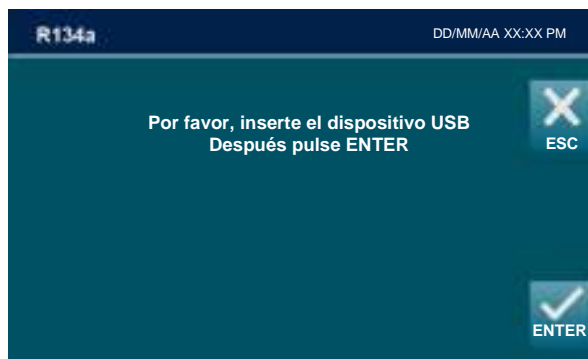 R134a DD/MM/AA XX:XX PM
Por favor, inserte el dispositivo USB
Después pulse ENTER
ESC
ENTER